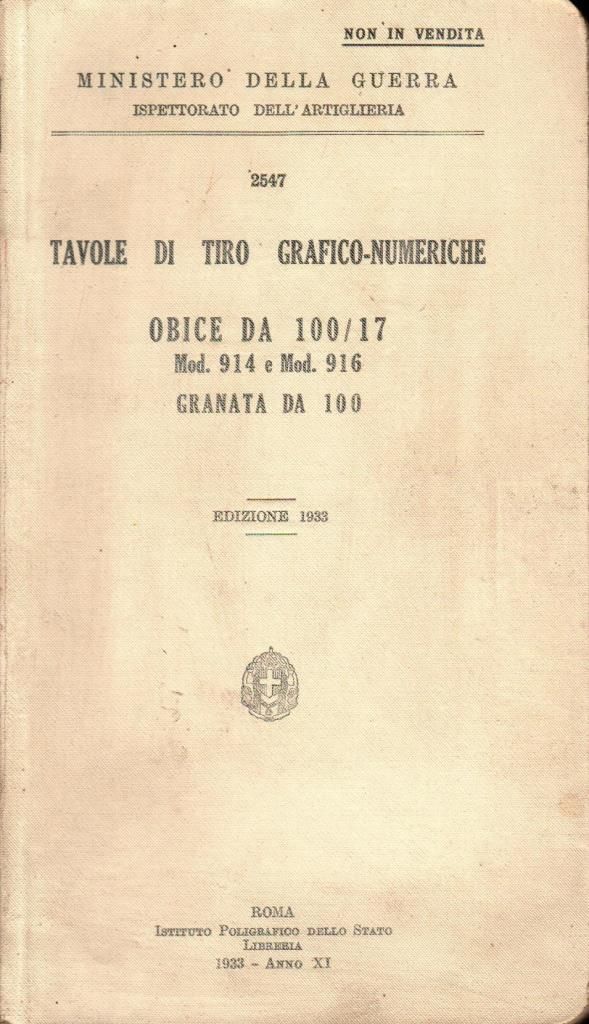 NON IN VENDITA
MINISTERO DELLA GUERRA
ISPETTORATO DELL'ARTIGLIERIA
2547
TAVOLE DI TIRO GRAFICO-NUMERICHE
OBICE DA 100/17
Mod. 914 e Mod. 916
GRANATA DA 100
EDIZIONE 1933
ROMA
ISTITUTO POLIGRAFICO DELLO STATO
LIBRERIA
1933 - ANNO XI